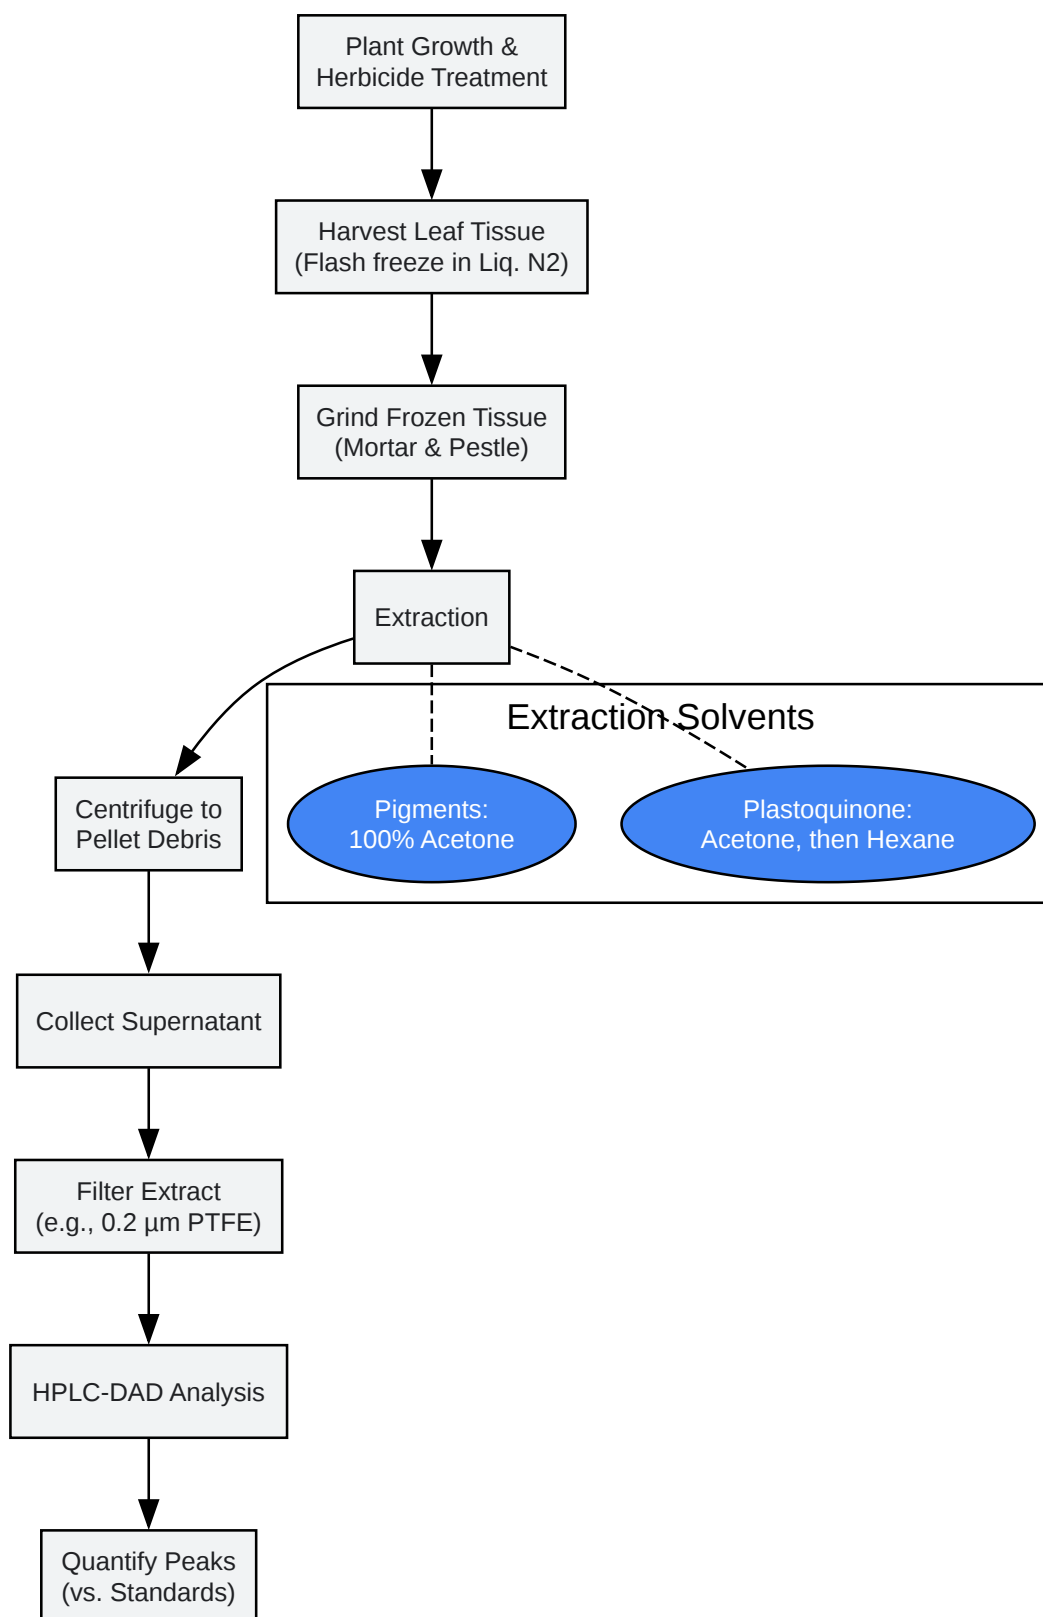 Plant Growth &
Herbicide Treatment
Harvest Leaf Tissue
(Flash freeze in Liq. N2)
Grind Frozen Tissue
(Mortar & Pestle)
Extraction
Extraction Solvents
Centrifuge to
Pellet Debris
Pigments:
100% Acetone
Plastoquinone:
Acetone, then Hexane
Collect Supernatant
Filter Extract
(e.g., 0.2 µm PTFE)
HPLC-DAD Analysis
Quantify Peaks
(vs. Standards)